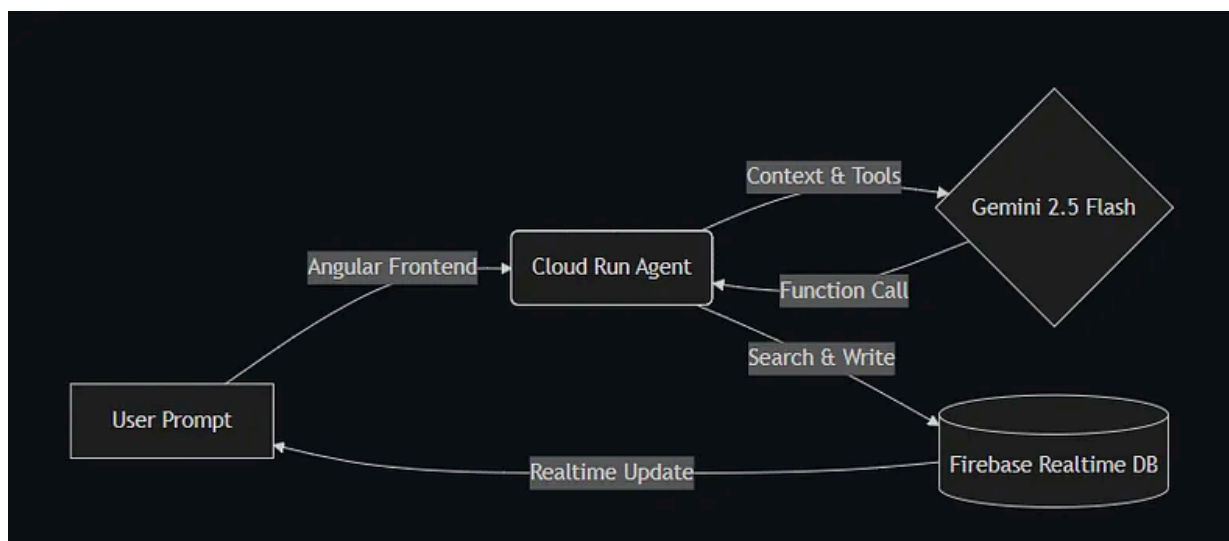 Context & Tools
Gemini 2.5 Flash
Angular Frontend
Cloud Run Agent
Function Call
Search & Write
User Prompt
Firebase Realtime DB
Realtime Update